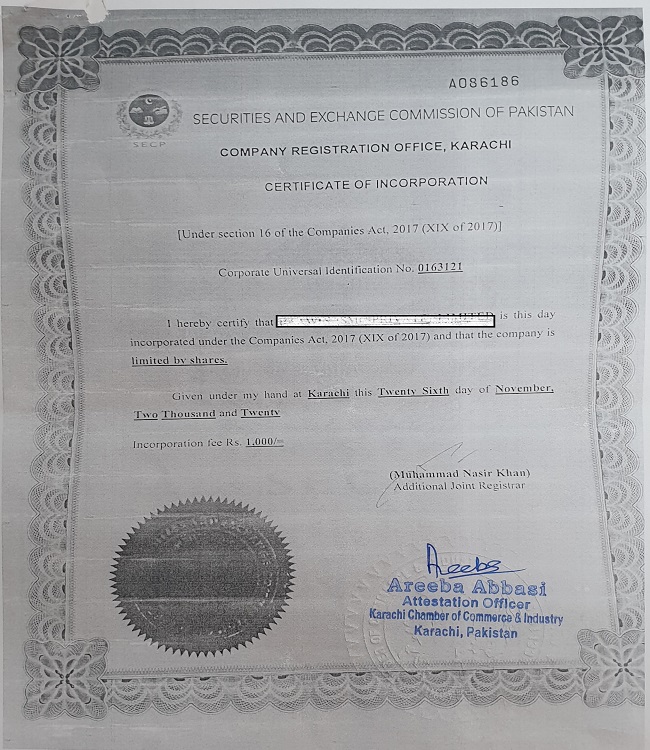 A086186
SECP
SECURITIES AND EXCHANGE COMMISSION OF PAKISTAN
COMPANY REGISTRATION OFFICE, KARACHI
CERTIFICATE OF INCORPORATION
[Under section 16 of the Companies Act, 2017 (XIX of 2017)]
Corporate Universal Identification No. 0163121
I hereby certify that LIMITED is this day
incorporated under the Companies Act, 2017 (XIX of 2017) and that the company is
limited by shares.
Given under my hand at Karachi this Twenty Sixth day of November,
Two Thousand and Twenty
Incorporation fee Rs. 1,000/=
(Muhammad Nasir Khan)
Additional Joint Registrar
Areeba
Areeba Abbasi
Attestation Officer
Karachi Chamber of Commerce & Industry
Karachi, Pakistan